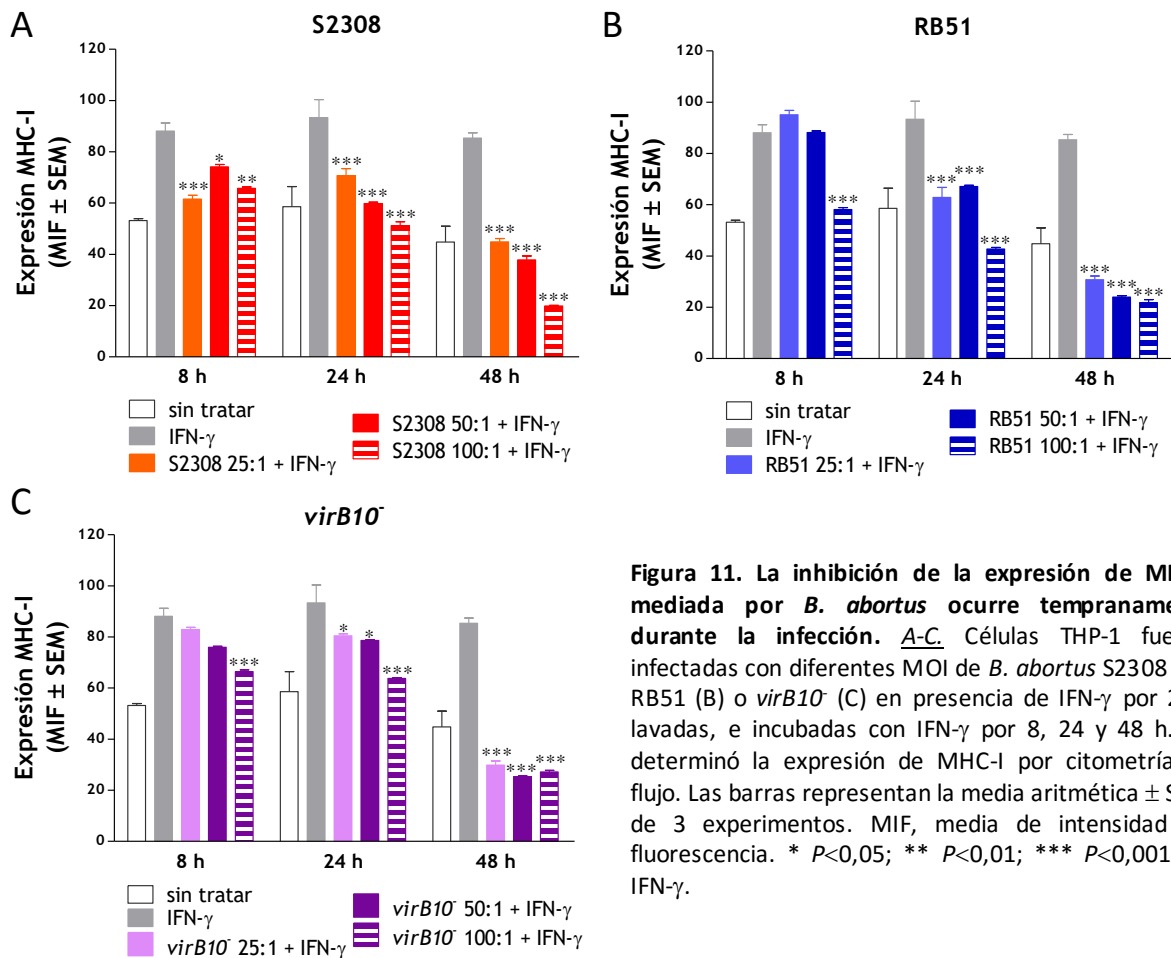 A
S2308
Expresión MHC-I
(MIF ± SEM)
120
100
80
60
40
20
0
***
*
**
***
***
***
***
***
***
8 h
24 h
48 h
sin tratar
IFN-γ
S2308 25:1 + IFN-γ
S2308 50:1 + IFN-γ
S2308 100:1 + IFN-γ
B
RB51
Expresión MHC-I
(MIF ± SEM)
120
100
80
60
40
20
0
***
***
***
***
***
***
***
8 h
24 h
48 h
sin tratar
IFN-γ
RB51 25:1 + IFN-γ
RB51 50:1 + IFN-γ
RB51 100:1 + IFN-γ
C
virB10⁻
Expresión MHC-I
(MIF ± SEM)
120
100
80
60
40
20
0
***
*
*
***
***
***
***
8 h
24 h
48 h
sin tratar
IFN-γ
virB10⁻ 25:1 + IFN-γ
virB10⁻ 50:1 + IFN-γ
virB10⁻ 100:1 + IFN-γ
Figura 11. La inhibición de la expresión de
mediada por B. abortus ocurre
durante la infección. A-C. Células THP-1
infectadas con diferentes MOI de B. abortus S2308
RB51 (B) o virB10⁻ (C) en presencia de IFN-γ por
lavadas, e incubadas con IFN-γ por 8, 24 y 48 h.
determinó la expresión de MHC-I por citometría
flujo. Las barras representan la media aritmética ±
de 3 experimentos. MIF, media de intensidad
fluorescencia. * P<0,05; ** P<0,01; *** P<0,001
IFN-γ.